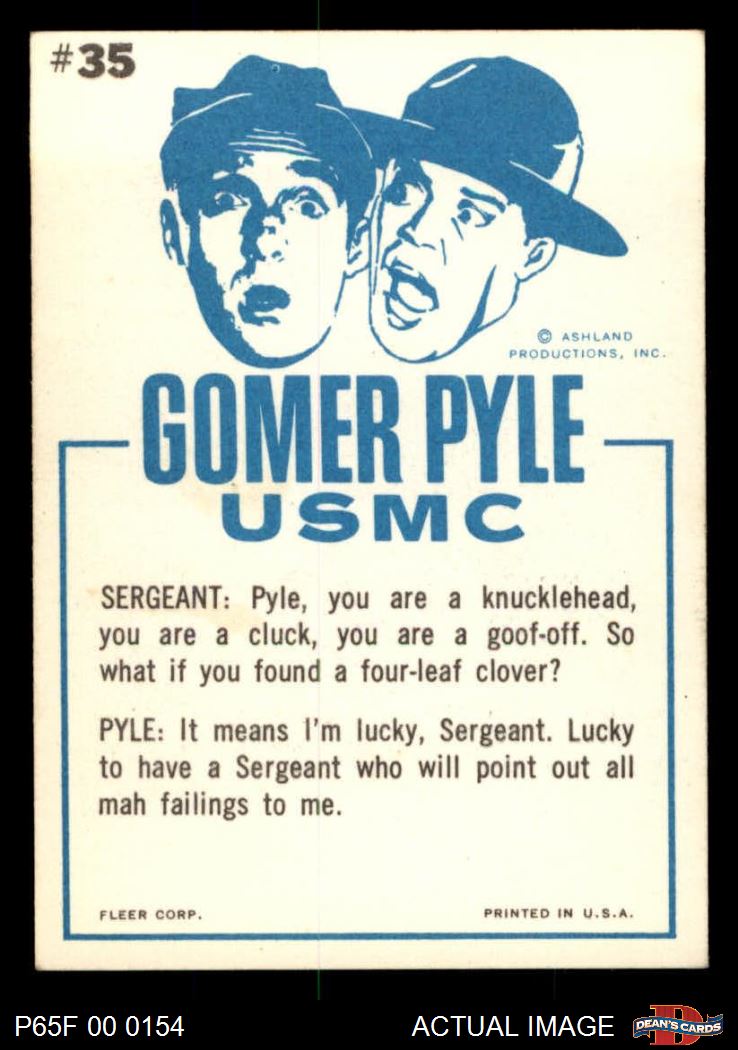 #35
© ASHLAND
PRODUCTIONS, INC.
GOMER PYLE
USMC
SERGEANT: Pyle, you are a knucklehead,
you are a cluck, you are a goof-off. So
what if you found a four-leaf clover?
PYLE: It means I'm lucky, Sergeant. Lucky
to have a Sergeant who will point out all
mah failings to me.
FLEER CORP.
PRINTED IN U.S.A.
P65F 00 0154
ACTUAL IMAGE
D
DEAN'S CARDS